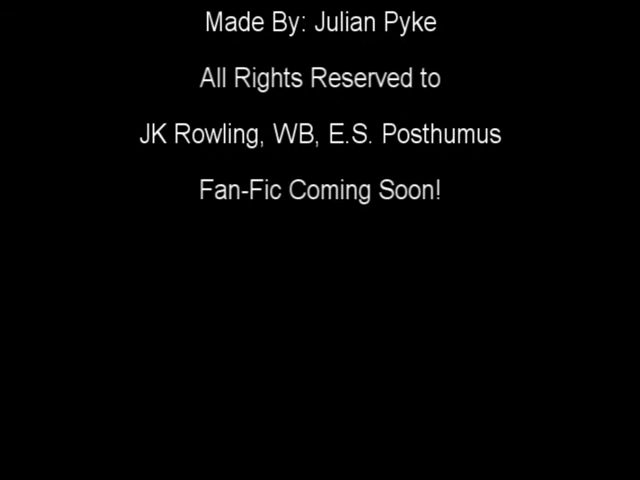 Made By: Julian Pyke
All Rights Reserved to
JK Rowling, WB, E.S. Posthumus
Fan-Fic Coming Soon!